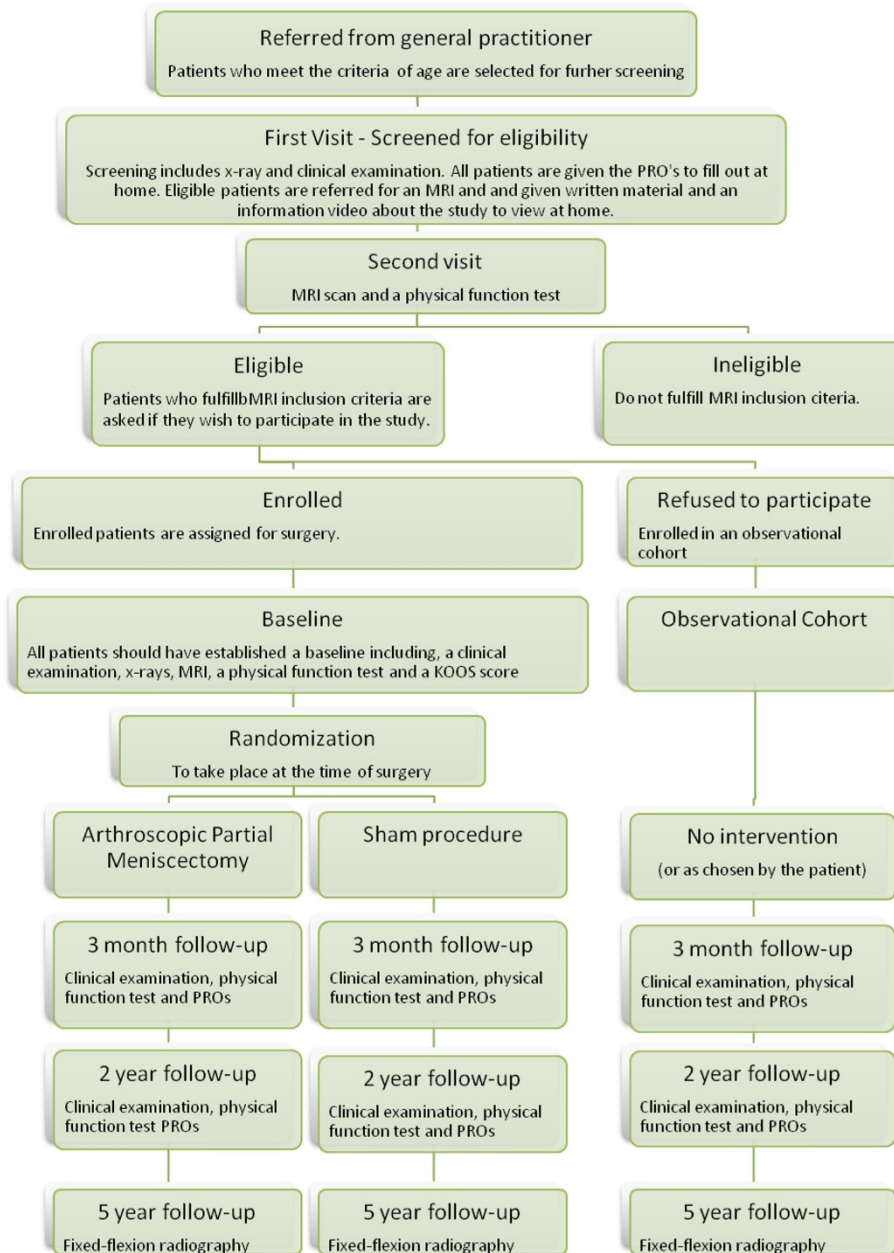 Referred from general practitioner
Patients who meet the criteria of age are selected for furher screening
First Visit - Screened for eligibility
Screening includes x-ray and clinical examination. All patients are given the PRO's to fill out at
home. Eligible patients are referred for an MRI and and given written material and an
information video about the study to view at home.
Second visit
MRI scan and a physical function test
Eligible
Patients who fulfillbMRI inclusion criteria are
asked if they wish to participate in the study.
Ineligible
Do not fulfill MRI inclusion citeria.
Enrolled
Enrolled patients are assigned for surgery.
Refused to participate
Enrolled in an observational
cohort
Baseline
All patients should have established a baseline including, a clinical
examination, x-rays, MRI, a physical function test and a KOOS score
Observational Cohort
Randomization
To take place at the time of surgery
Arthroscopic Partial
Meniscectomy
Sham procedure
No intervention
(or as chosen by the patient)
3 month follow-up
Clinical examination, physical
function test and PROs
3 month follow-up
Clinical examination, physical
function test and PROs
3 month follow-up
Clinical examination, physical
function test and PROs
2 year follow-up
Clinical examination, physical
function test PROs
2 year follow-up
Clinical examination, physical
function test and PROs
2 year follow-up
Clinical examination, physical
function test and PROs
5 year follow-up
Fixed-flexion radiography
5 year follow-up
Fixed-flexion radiography
5 year follow-up
Fixed-flexion radiography